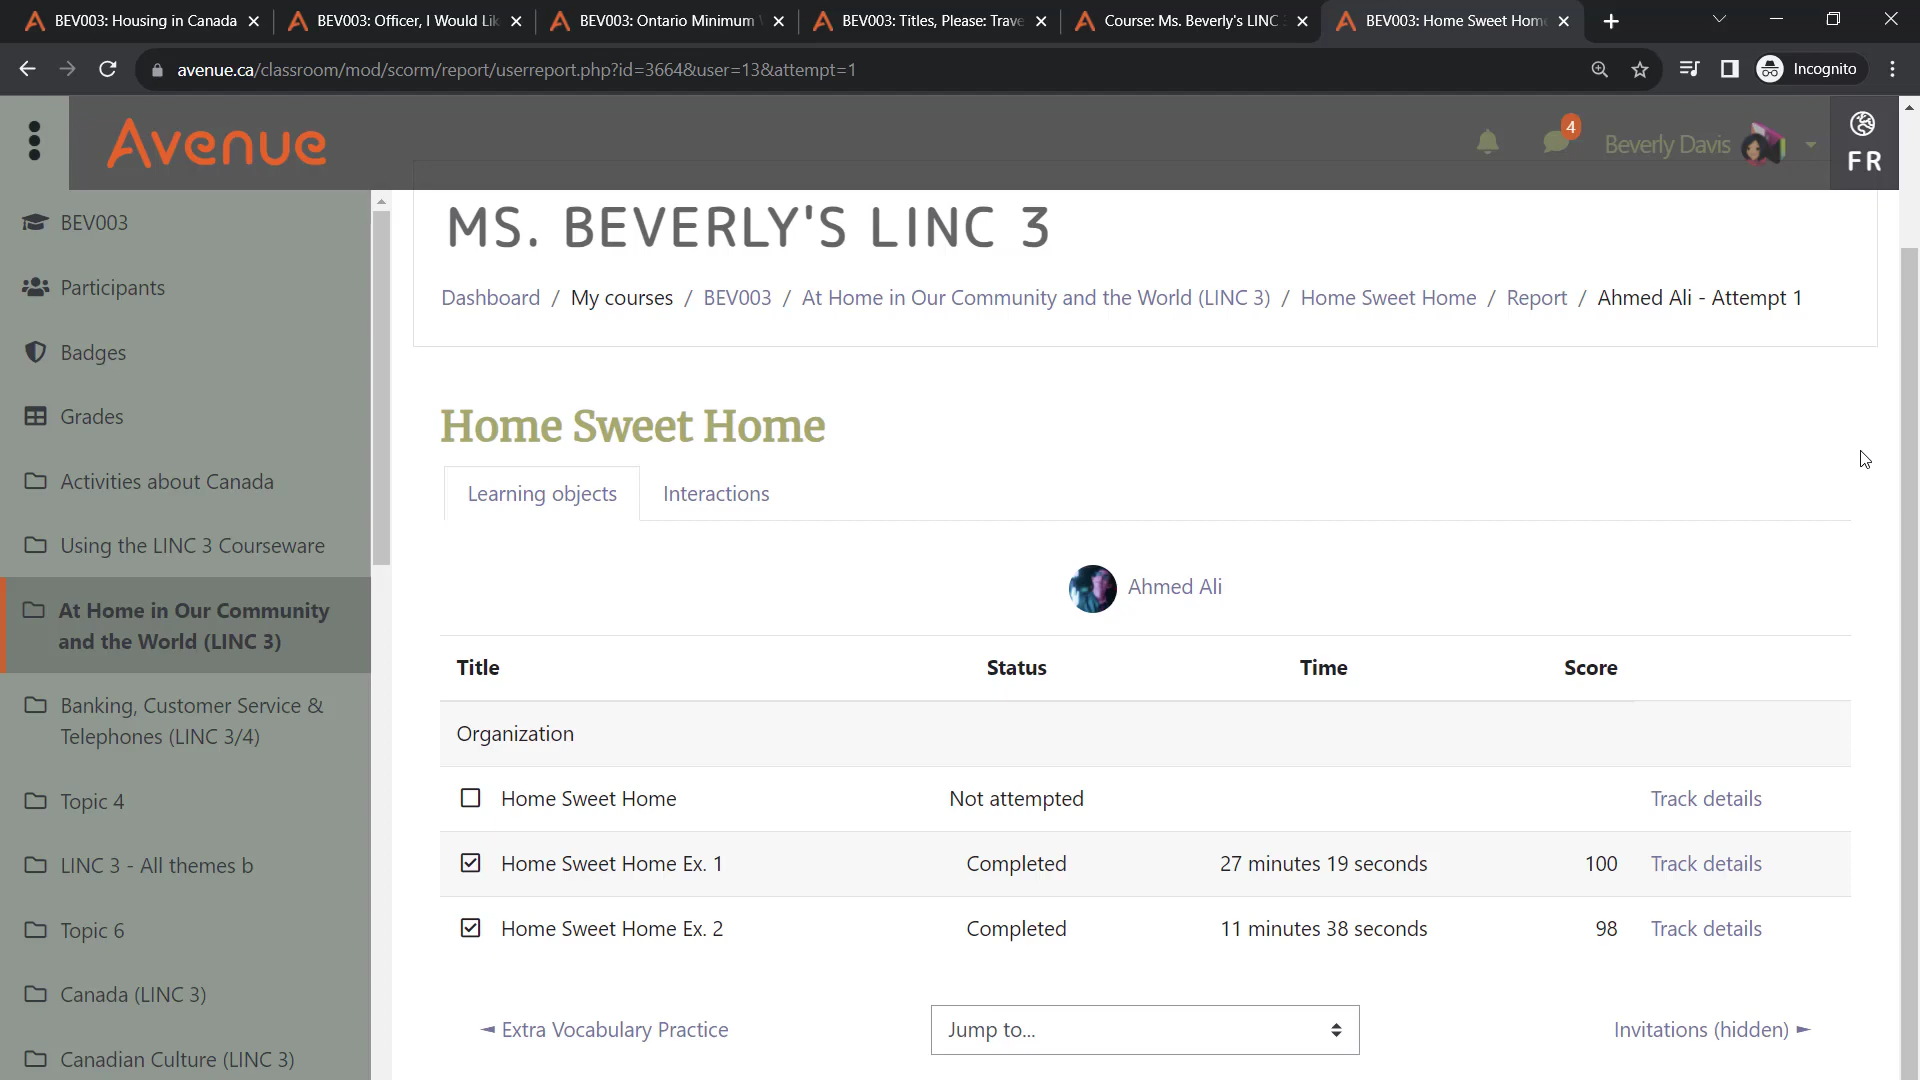 BEV003: Housing in Canada
BEV003: Officer, I Would Lik
BEV003: Ontario Minimum
BEV003: Titles, Please: Trave
Course: Ms. Beverly's LINC
BEV003: Home Sweet Hom
avenue.ca/classroom/mod/scorm/report/userreport.php?id=3664&user=13&attempt=1
Incognito
Avenue
4
Beverly Davis
FR
BEV003
Participants
Badges
Grades
Activities about Canada
Using the LINC 3 Courseware
At Home in Our Community
and the World (LINC 3)
Banking, Customer Service &
Telephones (LINC 3/4)
Topic 4
LINC 3 - All themes b
Topic 6
Canada (LINC 3)
Canadian Culture (LINC 3)
MS. BEVERLY'S LINC 3
Dashboard / My courses / BEV003 / At Home in Our Community and the World (LINC 3) / Home Sweet Home / Report / Ahmed Ali - Attempt 1
Home Sweet Home
Learning objects Interactions
Ahmed Ali
Title Status Time Score
Organization
Home Sweet Home Not attempted Track details
Home Sweet Home Ex. 1 Completed 27 minutes 19 seconds 100 Track details
Home Sweet Home Ex. 2 Completed 11 minutes 38 seconds 98 Track details
◄ Extra Vocabulary Practice Jump to... Invitations (hidden) ►